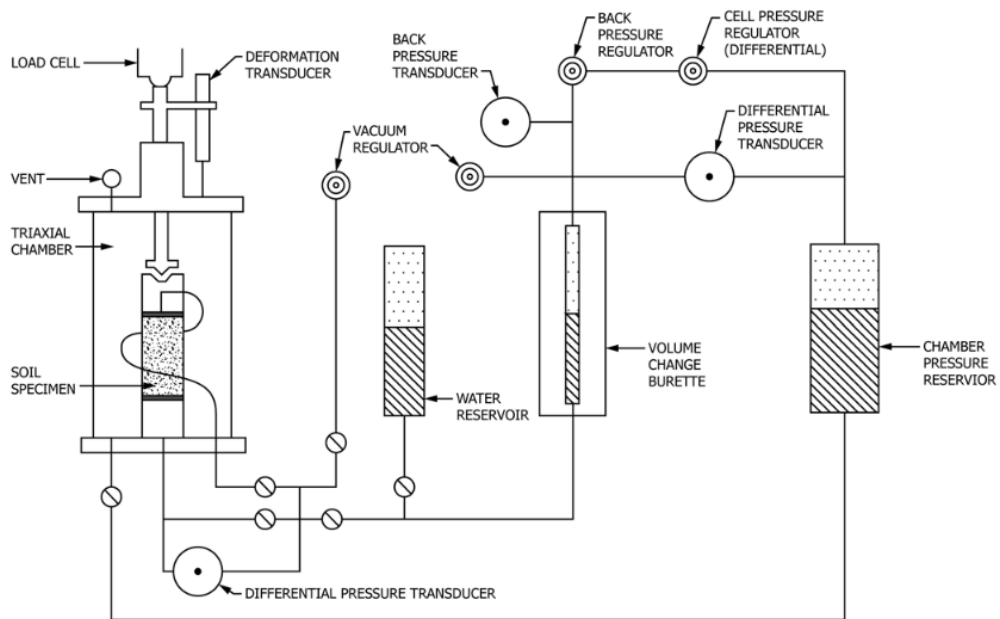 LOAD CELL
DEFORMATION
TRANSDUCER
BACK
PRESSURE
TRANSDUCER
BACK
PRESSURE
REGULATOR
CELL PRESSURE
REGULATOR
(DIFFERENTIAL)
VENT
VACUUM
REGULATOR
DIFFERENTIAL
PRESSURE
TRANSDUCER
TRIAXIAL
CHAMBER
SOIL
SPECIMEN
WATER
RESERVOIR
VOLUME
CHANGE
BURETTE
CHAMBER
PRESSURE
RESERVIOR
DIFFERENTIAL PRESSURE TRANSDUCER